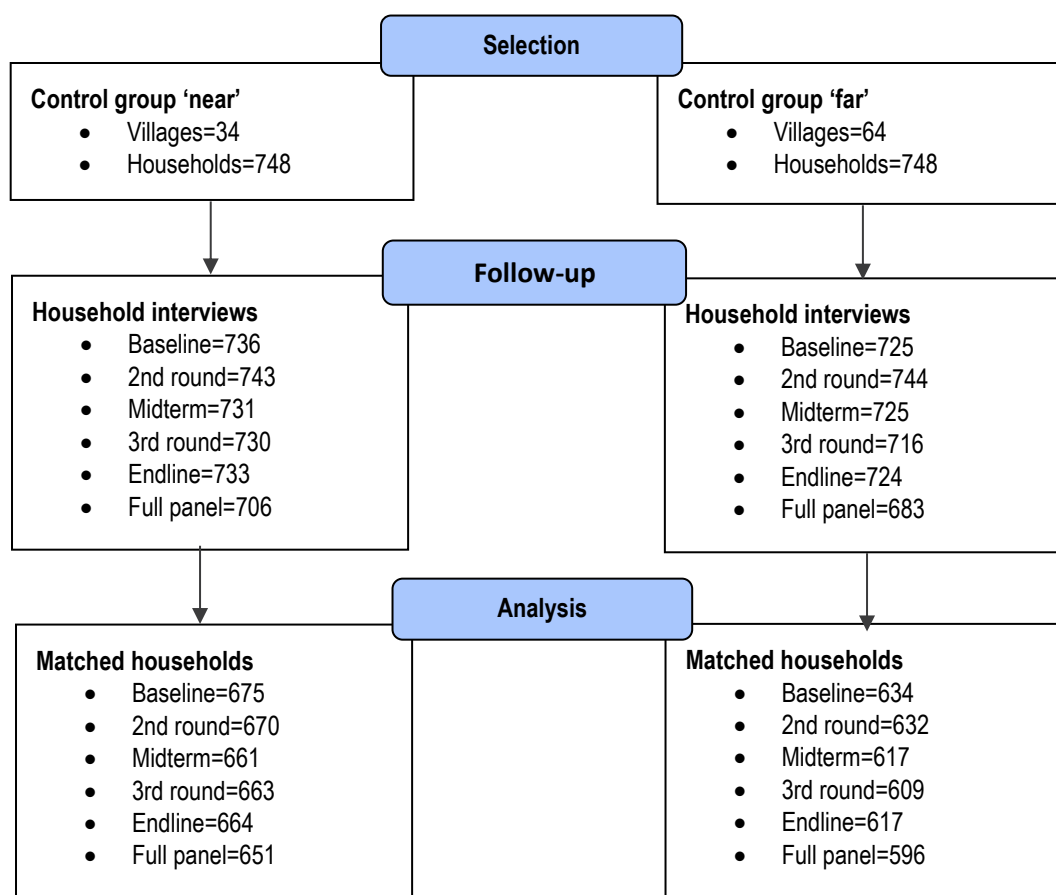 Selection
Control group ‘near’
• Villages=34
• Households=748
Control group ‘far’
• Villages=64
• Households=748
Follow-up
Household interviews
• Baseline=736
• 2nd round=743
• Midterm=731
• 3rd round=730
• Endline=733
• Full panel=706
Household interviews
• Baseline=725
• 2nd round=744
• Midterm=725
• 3rd round=716
• Endline=724
• Full panel=683
Analysis
Matched households
• Baseline=675
• 2nd round=670
• Midterm=661
• 3rd round=663
• Endline=664
• Full panel=651
Matched households
• Baseline=634
• 2nd round=632
• Midterm=617
• 3rd round=609
• Endline=617
• Full panel=596